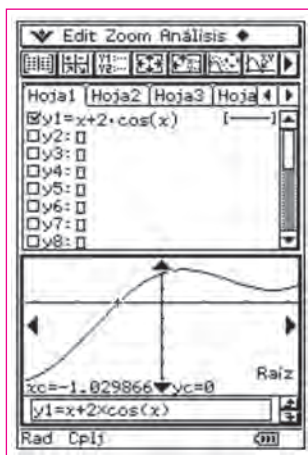 Edit Zoom Análisis ◆
Hoja1 Hoja2 Hoja3 Hoja
y1=x+2·cos(x) [—]
y2:▯
y3:▯
y4:▯
y5:▯
y6:▯
y7:▯
y8:▯
Raíz
xc=-1.029866 yc=0
y1=x+2×cos(x)
Rad Cplj